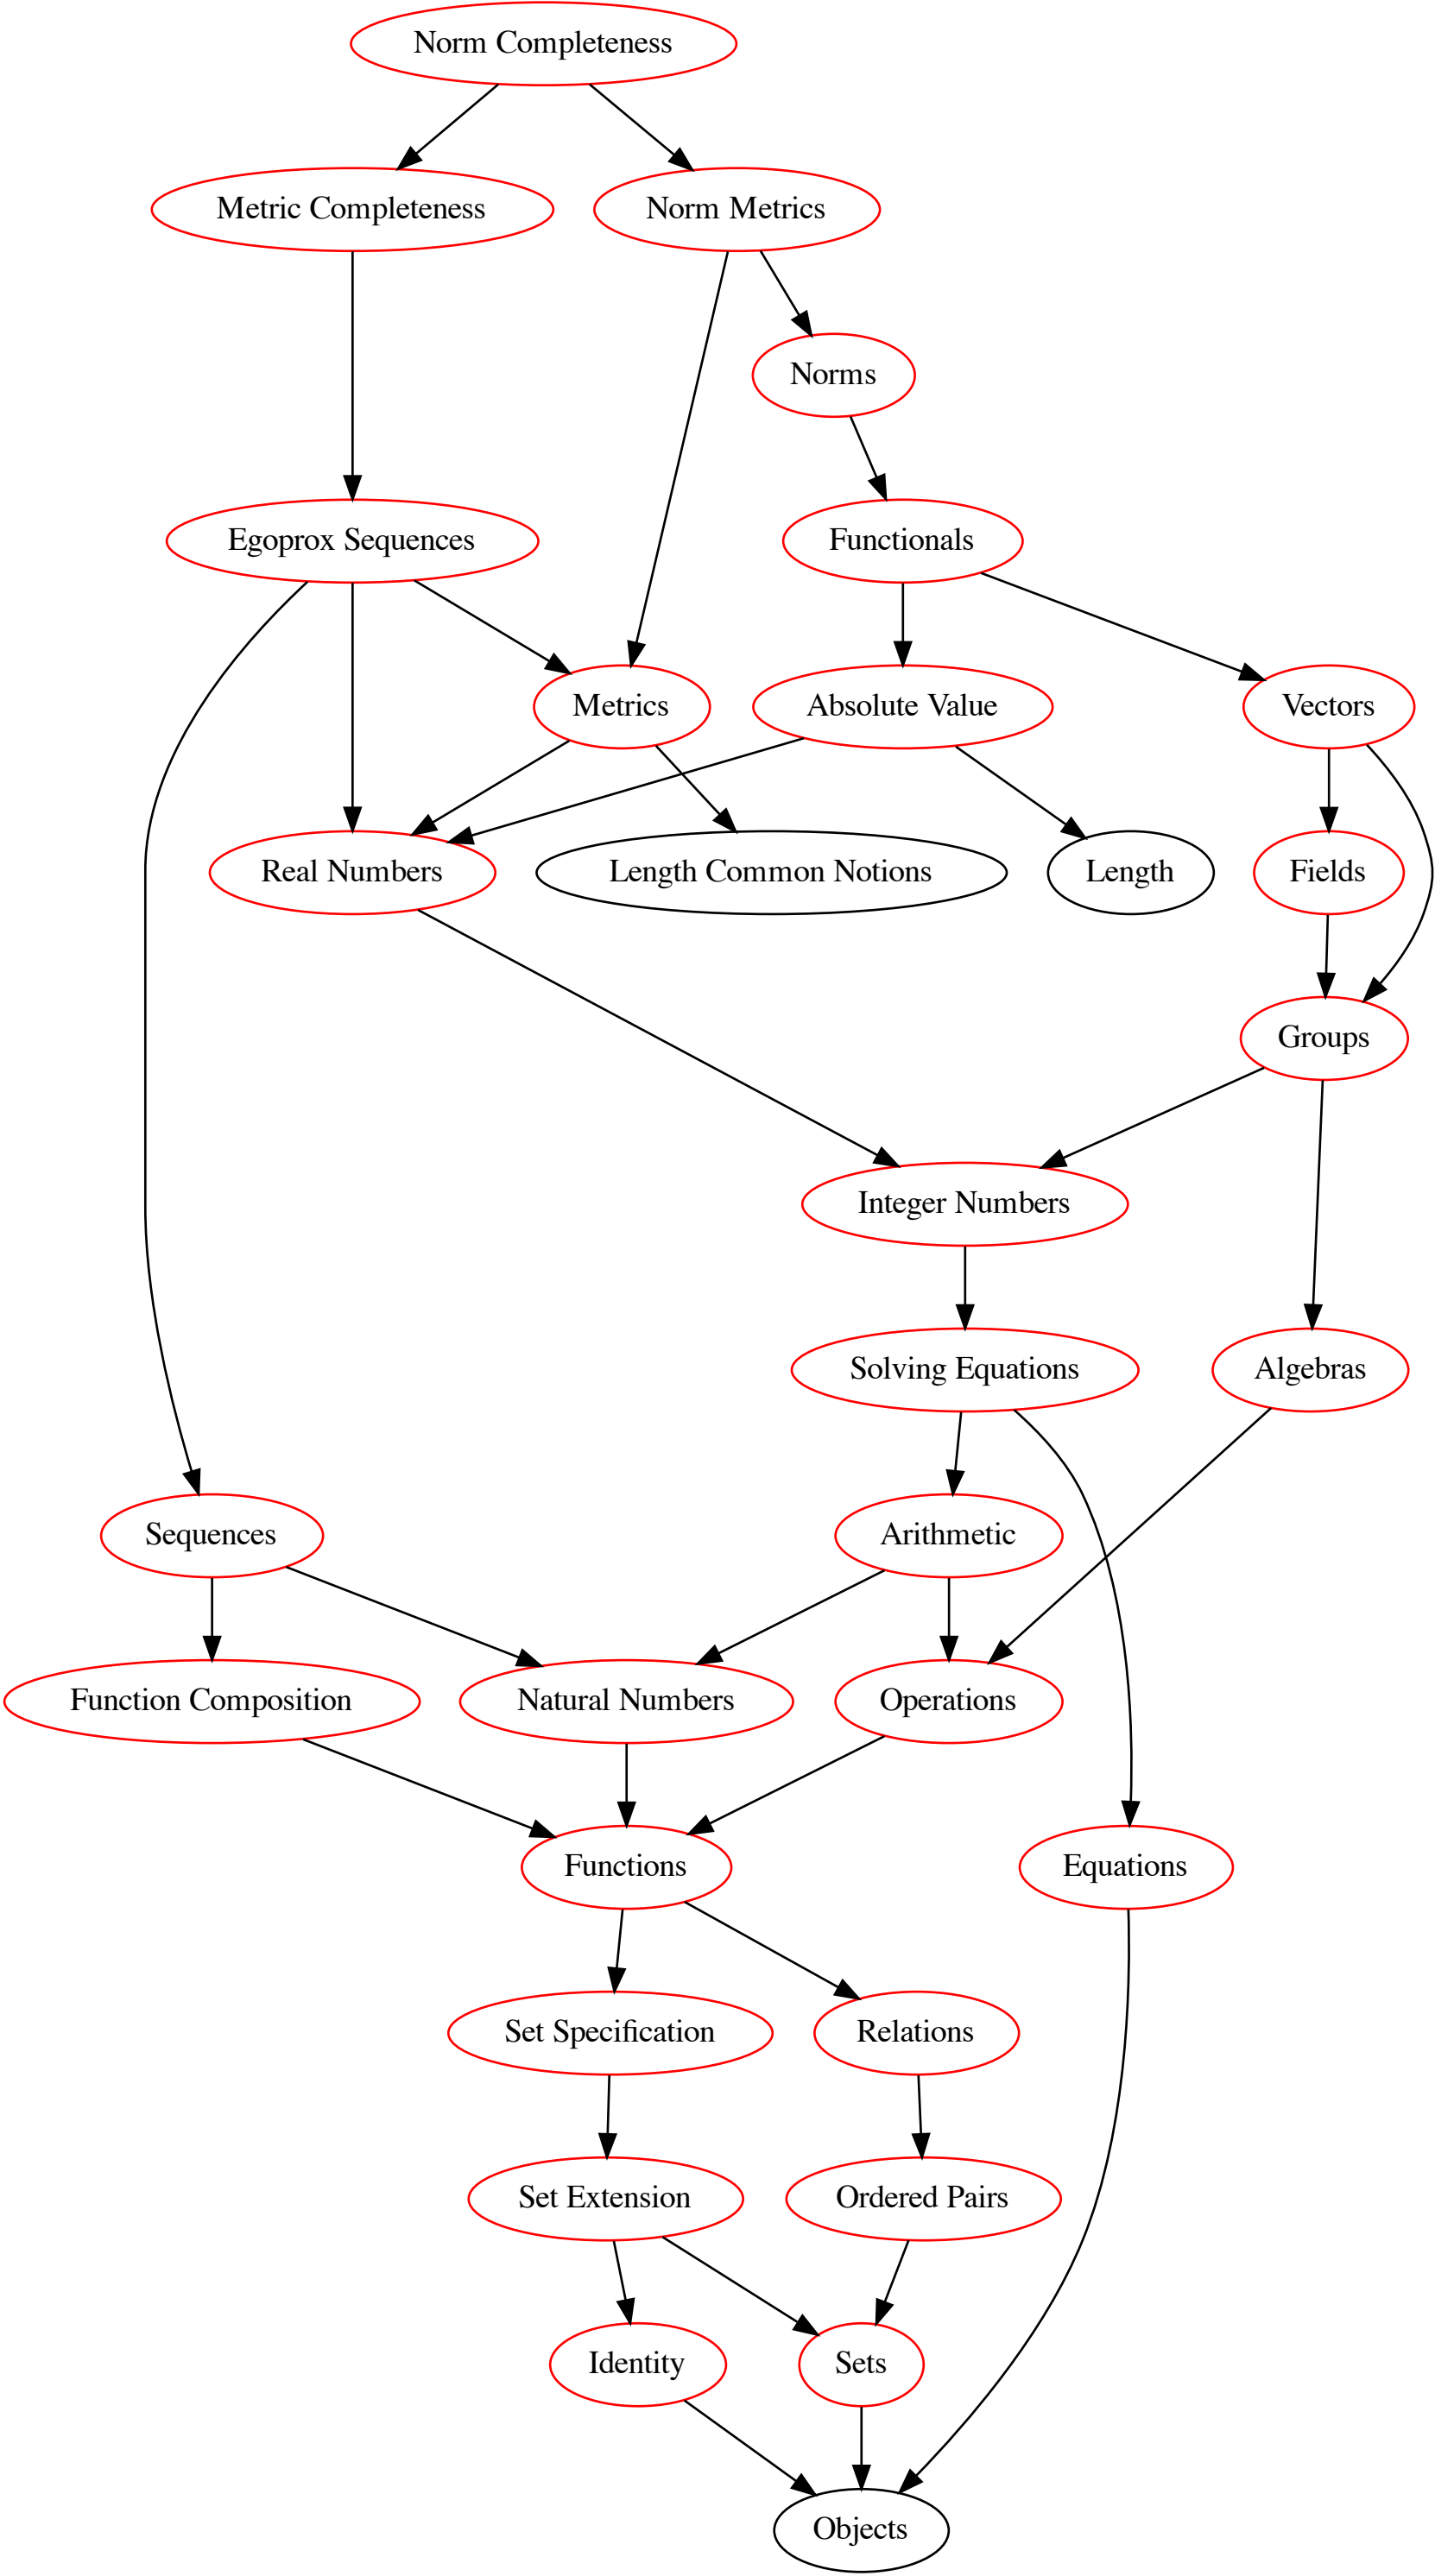 Norm Completeness
Metric Completeness
Norm Metrics
Norms
Egoprox Sequences
Functionals
Metrics
Absolute Value
Vectors
Real Numbers
Length Common Notions
Length
Fields
Groups
Integer Numbers
Solving Equations
Algebras
Sequences
Arithmetic
Function Composition
Natural Numbers
Operations
Functions
Equations
Set Specification
Relations
Set Extension
Ordered Pairs
Identity
Sets
Objects